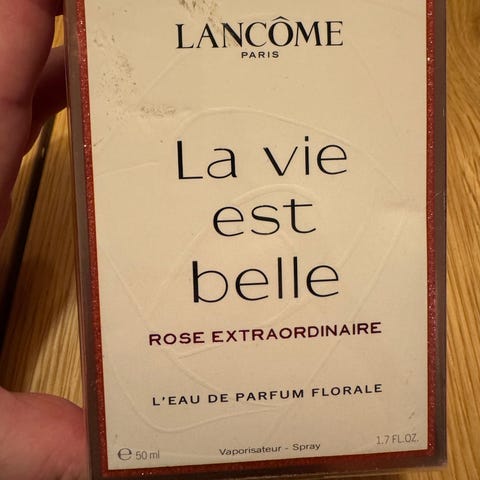 LANCÔME
PARIS
La vie
est
belle
ROSE EXTRAORDINAIRE
L'EAU DE PARFUM FLORALE
℮ 50 ml
Vaporisateur - Spray
1.7 FL.OZ.